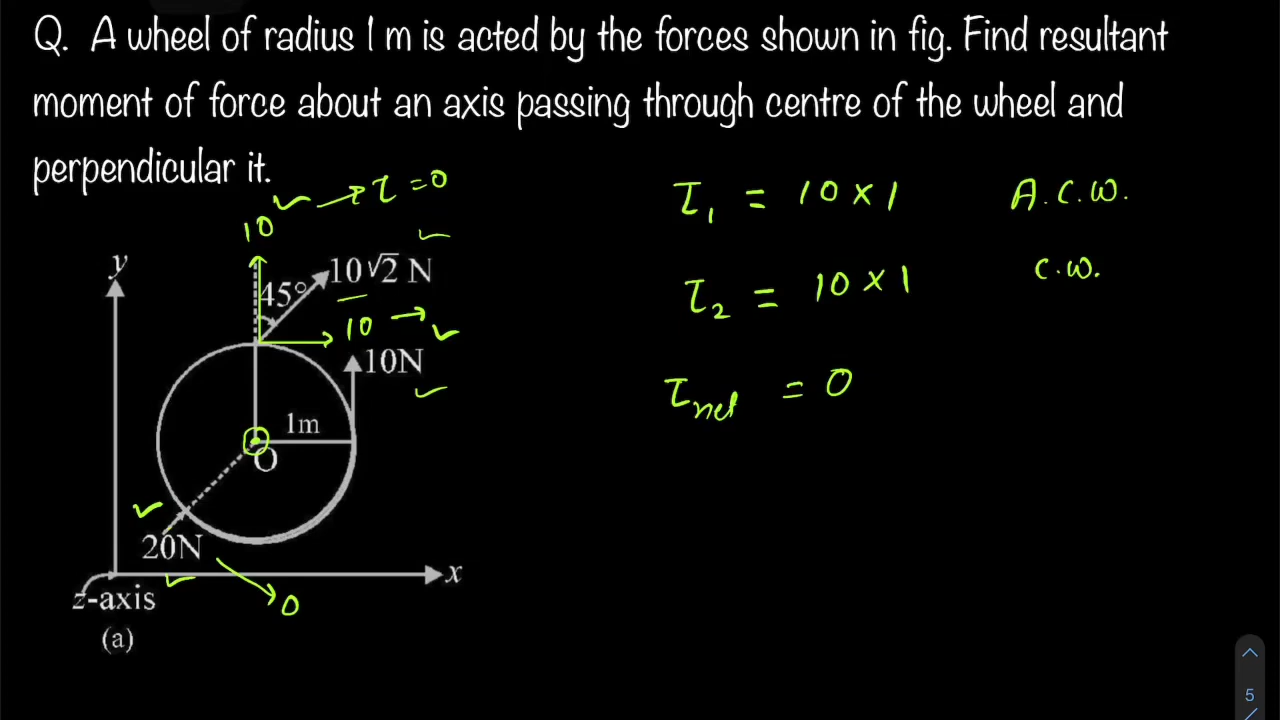 Q. A wheel of radius 1 m is acted by the forces shown in fig. Find resultant
moment of force about an axis passing through centre of the wheel and
perpendicular it.
τ = 0
10
10√2 N
45°
10
10N
1m
O
20N
0
y
x
z-axis
(a)
τ₁ = 10 × 1 A.C.W.
τ₂ = 10 × 1 C.W.
τnet = 0
5